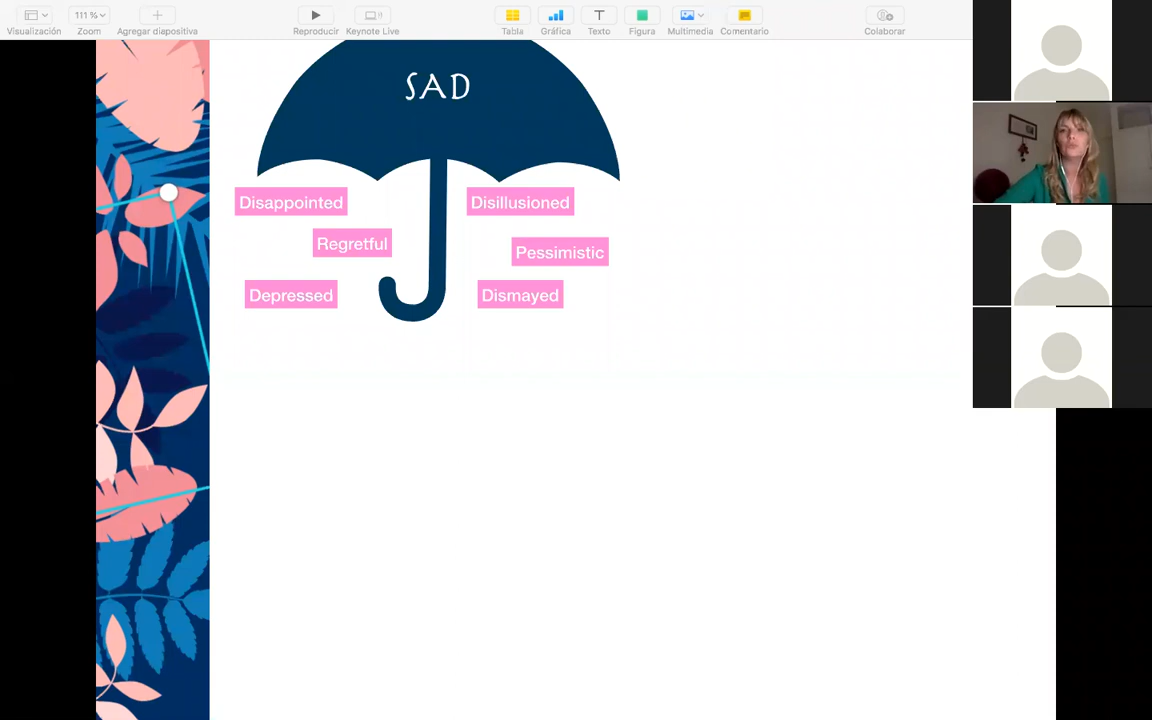 111 %
Visualización
Zoom
Agregar diapositiva
Reproducir
Keynote Live
Tabla
Gráfica
Texto
Figura
Multimedia
Comentario
Colaborar
SAD
Disappointed
Disillusioned
Regretful
Pessimistic
Depressed
Dismayed